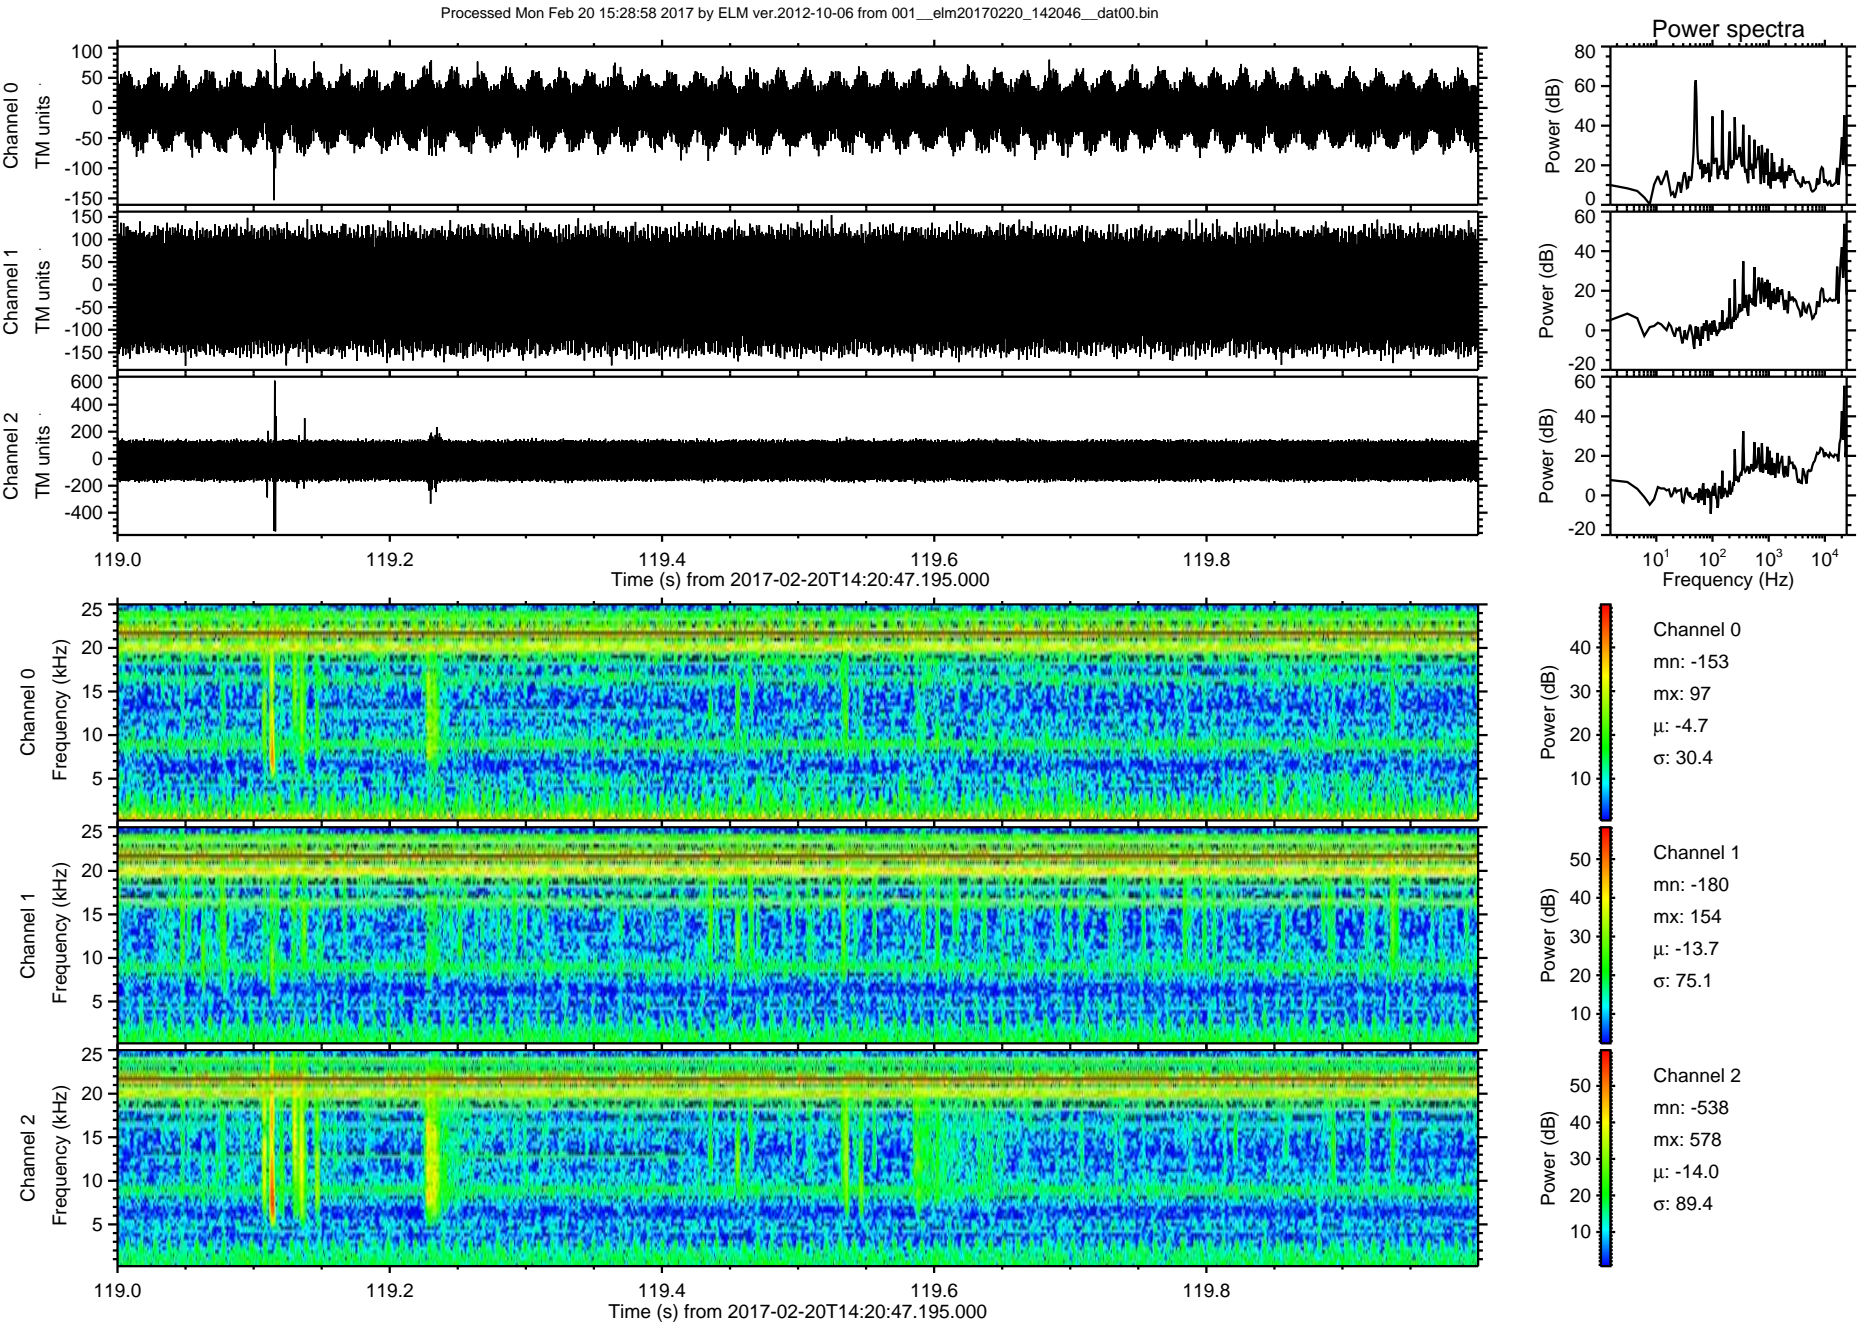 Processed Mon Feb 20 15:28:58 2017 by ELM ver.2012-10-06 from 001__elm20170220_142046__dat00.bin
Power spectra
Channel 0
TM units
100
50
0
-50
-100
-150
Power (dB)
80
60
40
20
0
Channel 1
TM units
150
100
50
0
-50
-100
-150
Power (dB)
60
40
20
0
-20
Channel 2
TM units
600
400
200
0
-200
-400
Power (dB)
60
40
20
0
-20
119.0 119.2 119.4 119.6 119.8
Time (s) from 2017-02-20T14:20:47.195.000
10^1 10^2 10^3 10^4
Frequency (Hz)
Channel 0
Frequency (kHz)
25
20
15
10
5
Power (dB)
40
30
20
10
Channel 0
mn: -153
mx: 97
μ: -4.7
σ: 30.4
Channel 1
Frequency (kHz)
25
20
15
10
5
Power (dB)
50
40
30
20
10
Channel 1
mn: -180
mx: 154
μ: -13.7
σ: 75.1
Channel 2
Frequency (kHz)
25
20
15
10
5
Power (dB)
50
40
30
20
10
Channel 2
mn: -538
mx: 578
μ: -14.0
σ: 89.4
119.0 119.2 119.4 119.6 119.8
Time (s) from 2017-02-20T14:20:47.195.000